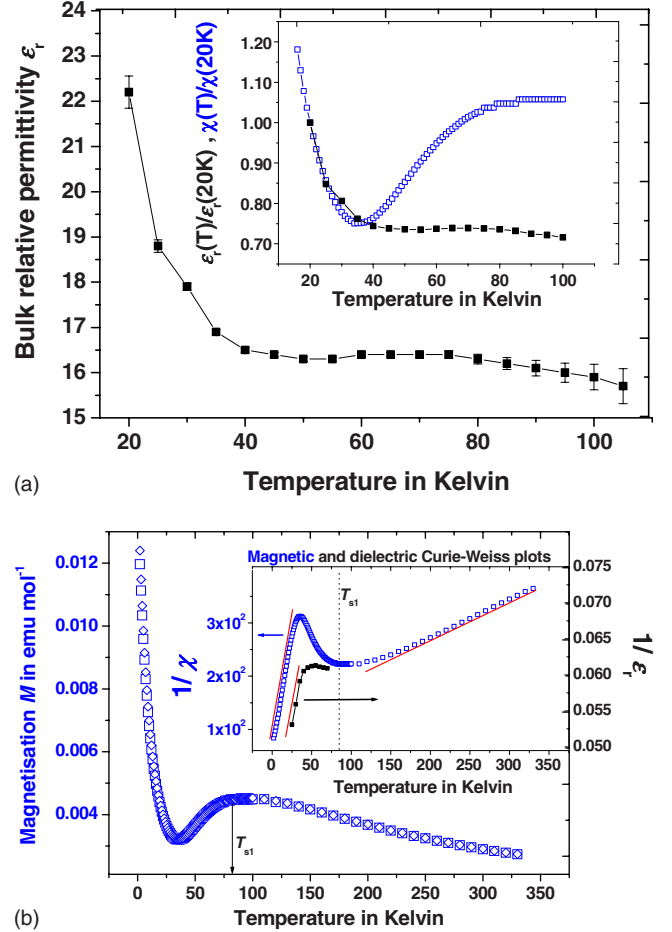 24
23
22
21
20
19
18
17
16
15
Bulk relative permittivity εr
20 40 60 80 100
Temperature in Kelvin
(a)
1.20
1.10
1.00
0.90
0.80
0.70
εr(T)/εr(20K) , χ(T)/χ(20K)
20 40 60 80 100
Temperature in Kelvin
0.012
0.010
0.008
0.006
0.004
Magnetisation M in emu mol-1
0 50 100 150 200 250 300 350
Temperature in Kelvin
(b)
Ts1
Magnetic and dielectric Curie-Weiss plots
Ts1
3x10²
2x10²
1x10²
1/ χ
0 50 100 150 200 250 300 350
Temperature in Kelvin
0.075
0.070
0.065
0.060
0.055
0.050
1/ εr